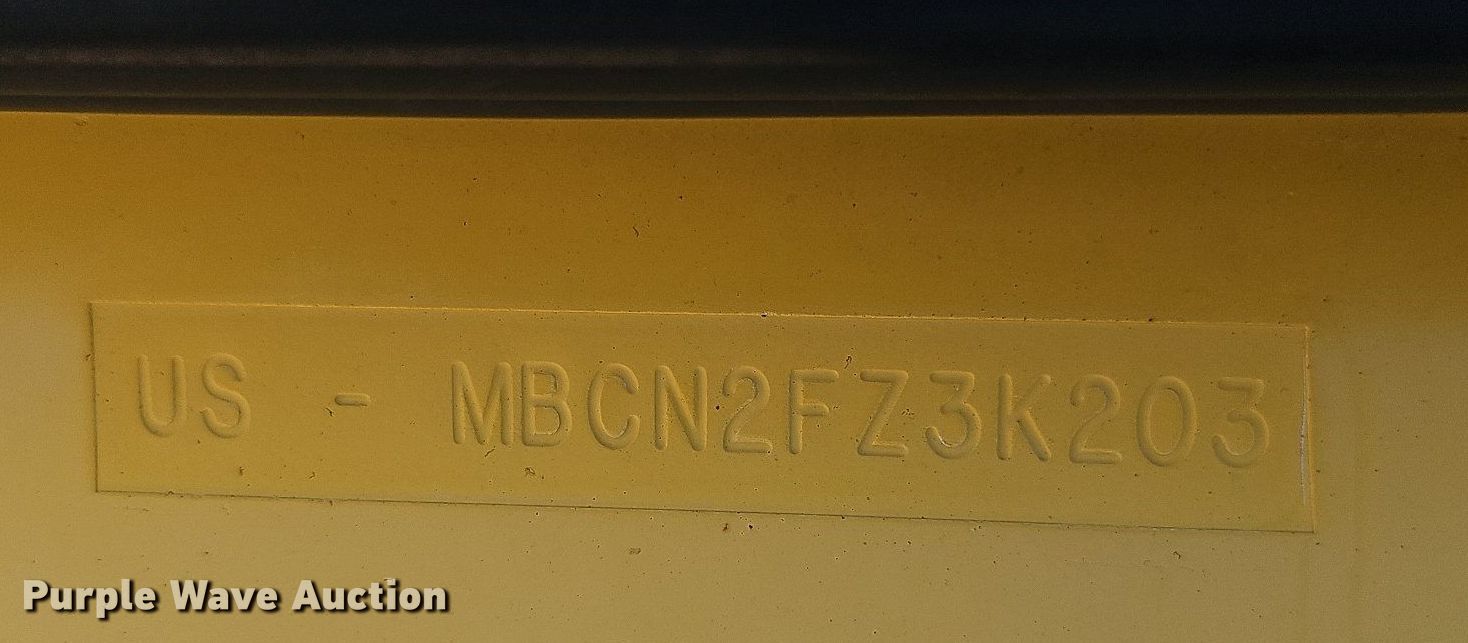 US - MBCN2FZ3K203
Purple Wave Auction